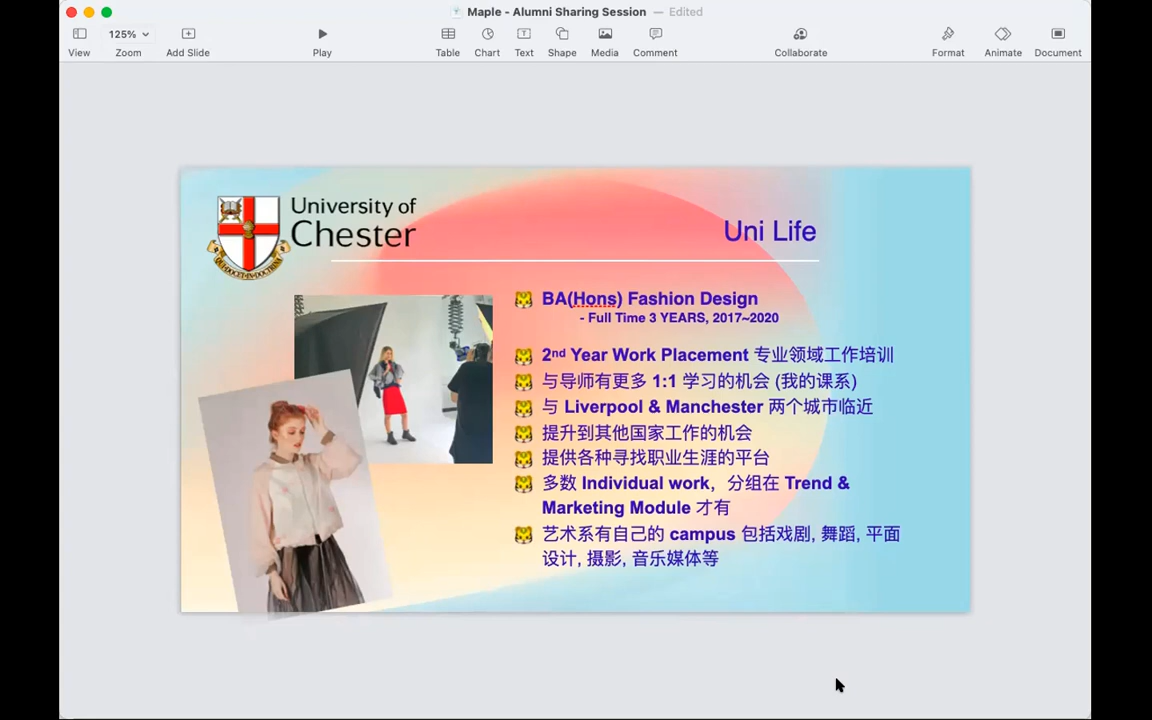 Maple - Alumni Sharing Session — Edited
125%
View
Zoom
Add Slide
Play
Table
Chart
Text
Shape
Media
Comment
Collaborate
Format
Animate
Document
University of
Chester
Uni Life
BA(Hons) Fashion Design
- Full Time 3 YEARS, 2017~2020
2nd Year Work Placement 专业领域工作培训
与导师有更多 1:1 学习的机会 (我的课系)
与 Liverpool & Manchester 两个城市临近
提升到其他国家工作的机会
提供各种寻找职业生涯的平台
多数 Individual work，分组在 Trend &
Marketing Module 才有
艺术系有自己的 campus 包括戏剧, 舞蹈, 平面
设计, 摄影, 音乐媒体等